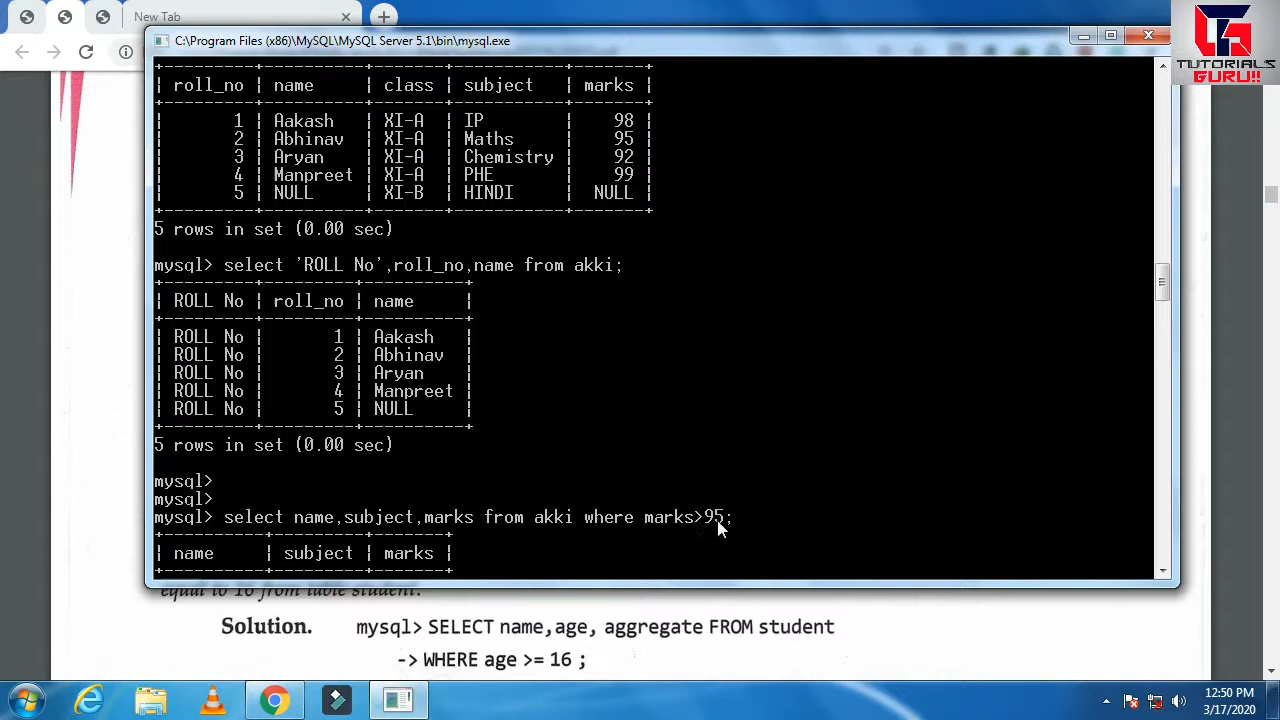 New Tab
C:\Program Files (x86)\MySQL\MySQL Server 5.1\bin\mysql.exe
TUTORIALS
GURU!!
| roll_no | name | class | subject | marks |
| 1 | Aakash | XI-A | IP | 98 |
| 2 | Abhinav | XI-A | Maths | 95 |
| 3 | Aryan | XI-A | Chemistry | 92 |
| 4 | Manpreet | XI-A | PHE | 99 |
| 5 | NULL | XI-B | HINDI | NULL |
5 rows in set (0.00 sec)
mysql> select 'ROLL No',roll_no,name from akki;
| ROLL No | roll_no | name |
| ROLL No | 1 | Aakash |
| ROLL No | 2 | Abhinav |
| ROLL No | 3 | Aryan |
| ROLL No | 4 | Manpreet |
| ROLL No | 5 | NULL |
5 rows in set (0.00 sec)
mysql>
mysql>
mysql> select name,subject,marks from akki where marks>95;
| name | subject | marks |
equal to 16 from table student.
Solution. mysql> SELECT name,age, aggregate FROM student
-> WHERE age >= 16 ;
12:50 PM
3/17/2020